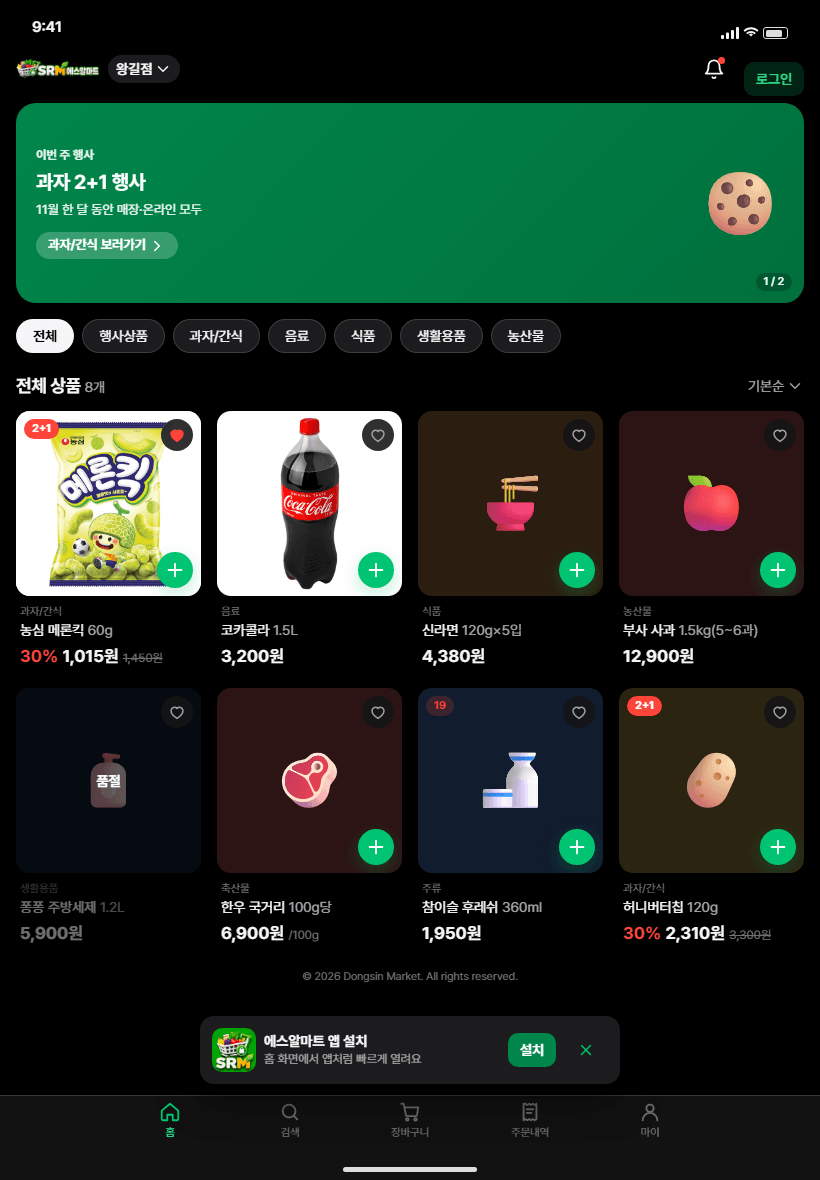 9:41
SRM 에스알마트 왕길점
로그인
이번 주 행사
과자 2+1 행사
11월 한 달 동안 매장·온라인 모두
과자/간식 보러가기
1 / 2
전체 행사상품 과자/간식 음료 식품 생활용품 농산물
전체 상품 8개
기본순
2+1
농심
메론킥
ORIGINAL TASTE
Coca-Cola
과자/간식
농심 메론킥 60g
30% 1,015원 1,450원
음료
코카콜라 1.5L
3,200원
식품
신라면 120g×5입
4,380원
농산물
부사 사과 1.5kg(5~6과)
12,900원
품절
19
2+1
생활용품
퐁퐁 주방세제 1.2L
5,900원
축산물
한우 국거리 100g당
6,900원 /100g
주류
참이슬 후레쉬 360ml
1,950원
과자/간식
허니버터칩 120g
30% 2,310원 3,300원
© 2026 Dongsin Market. All rights reserved.
SRM
에스알마트 앱 설치
홈 화면에서 앱처럼 빠르게 열려요
설치
홈 검색 장바구니 주문내역 마이